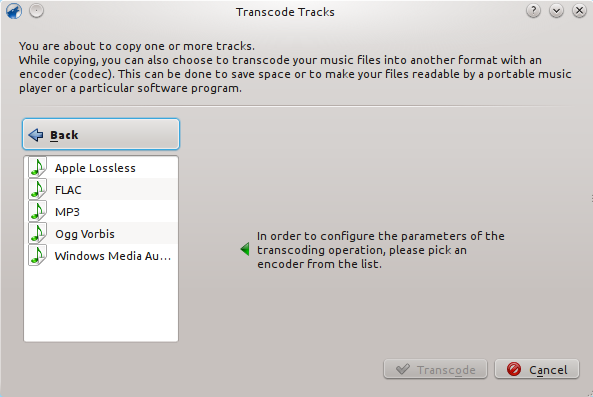 Transcode Tracks
You are about to copy one or more tracks.
While copying, you can also choose to transcode your music files into another format with an
encoder (codec). This can be done to save space or to make your files readable by a portable music
player or a particular software program.
Back
Apple Lossless
FLAC
MP3
Ogg Vorbis
Windows Media Au...
In order to configure the parameters of the
transcoding operation, please pick an
encoder from the list.
Transcode
Cancel